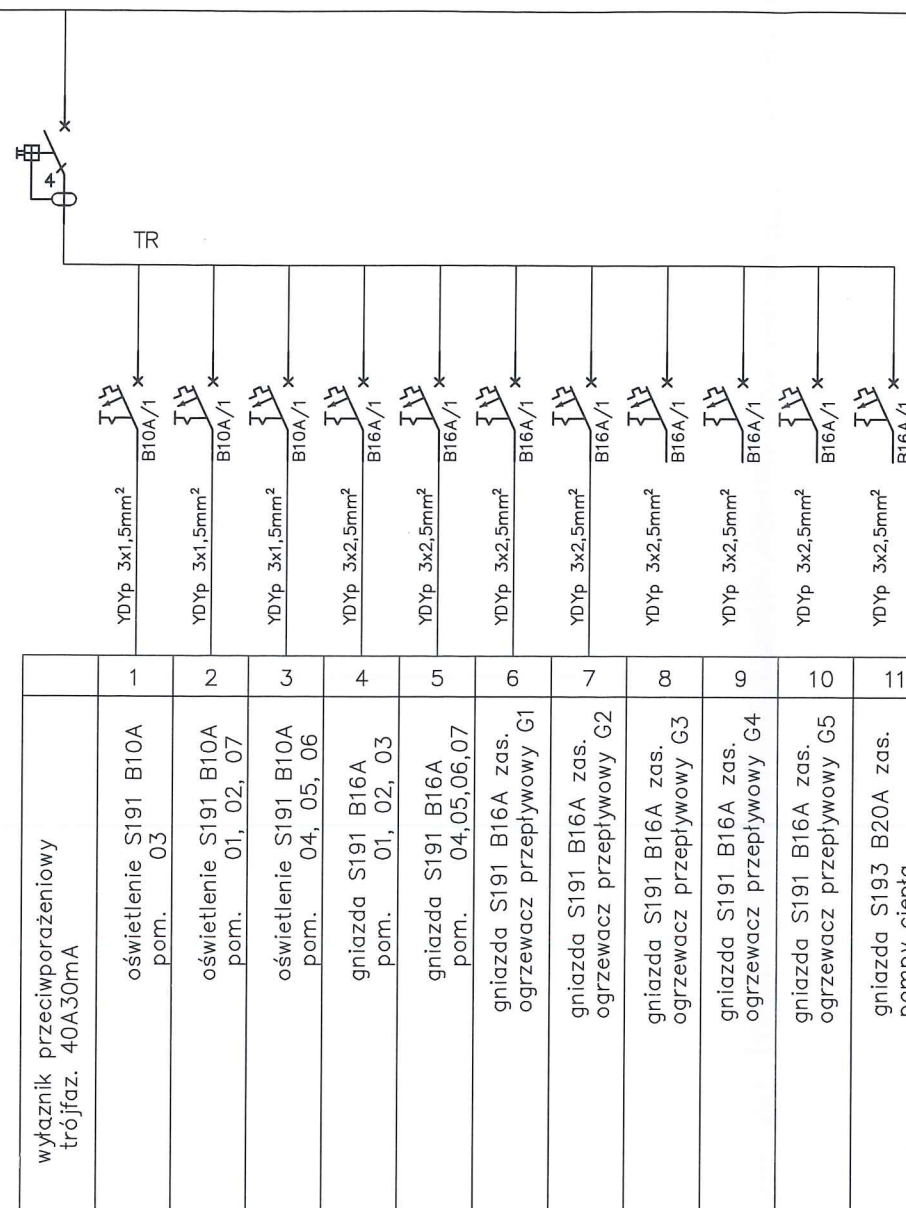 4
TR
B10A/1
B10A/1
B10A/1
B16A/1
B16A/1
B16A/1
B16A/1
B16A/1
B16A/1
B16A/1
B16A/1
YDYp 3x1,5mm²
YDYp 3x1,5mm²
YDYp 3x1,5mm²
YDYp 3x2,5mm²
YDYp 3x2,5mm²
YDYp 3x2,5mm²
YDYp 3x2,5mm²
YDYp 3x2,5mm²
YDYp 3x2,5mm²
YDYp 3x2,5mm²
YDYp 3x2,5mm²
1 2 3 4 5 6 7 8 9 10 11
wyłąznik przeciwporażeniowy
trójfaz. 40A30mA
oświetlenie S191 B10A
pom. 03
oświetlenie S191 B10A
pom. 01, 02, 07
oświetlenie S191 B10A
pom. 04, 05, 06
gniazda S191 B16A
pom. 01, 02, 03
gniazda S191 B16A
pom. 04,05,06,07
gniazda S191 B16A zas.
ogrzewacz przepływowy G1
gniazda S191 B16A zas.
ogrzewacz przepływowy G2
gniazda S191 B16A zas.
ogrzewacz przepływowy G3
gniazda S191 B16A zas.
ogrzewacz przepływowy G4
gniazda S191 B16A zas.
ogrzewacz przepływowy G5
gniazda S193 B20A zas.
pompy ciepła